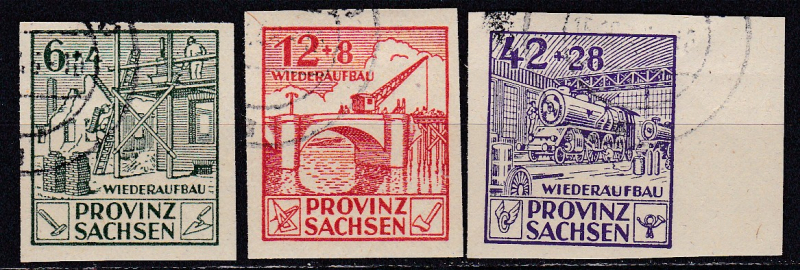 6+4
WIEDERAUFBAU
PROVINZ
SACHSEN
12+8
WIEDERAUFBAU
PROVINZ
SACHSEN
42+28
WIEDERAUFBAU
PROVINZ
SACHSEN